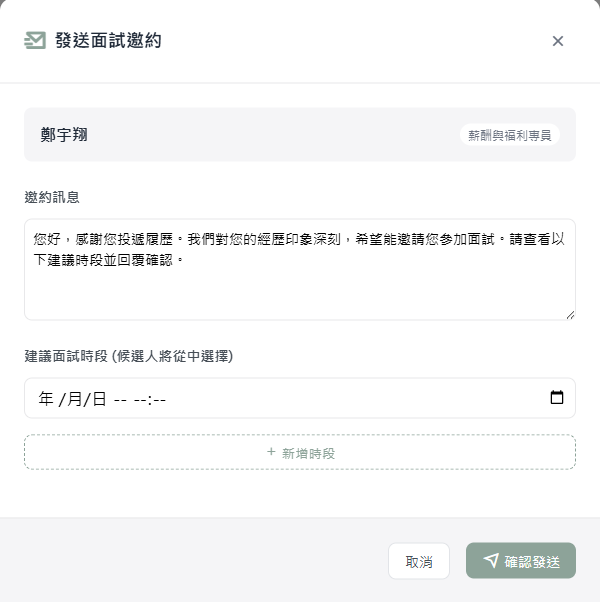 發送面試邀約
鄭宇翔
薪酬與福利專員
邀約訊息
您好，感謝您投遞履歷。我們對您的經歷印象深刻，希望能邀請您參加面試。請查看以
下建議時段並回覆確認。
建議面試時段 (候選人將從中選擇)
年 /月/日 -- --:--
+ 新增時段
取消
確認發送